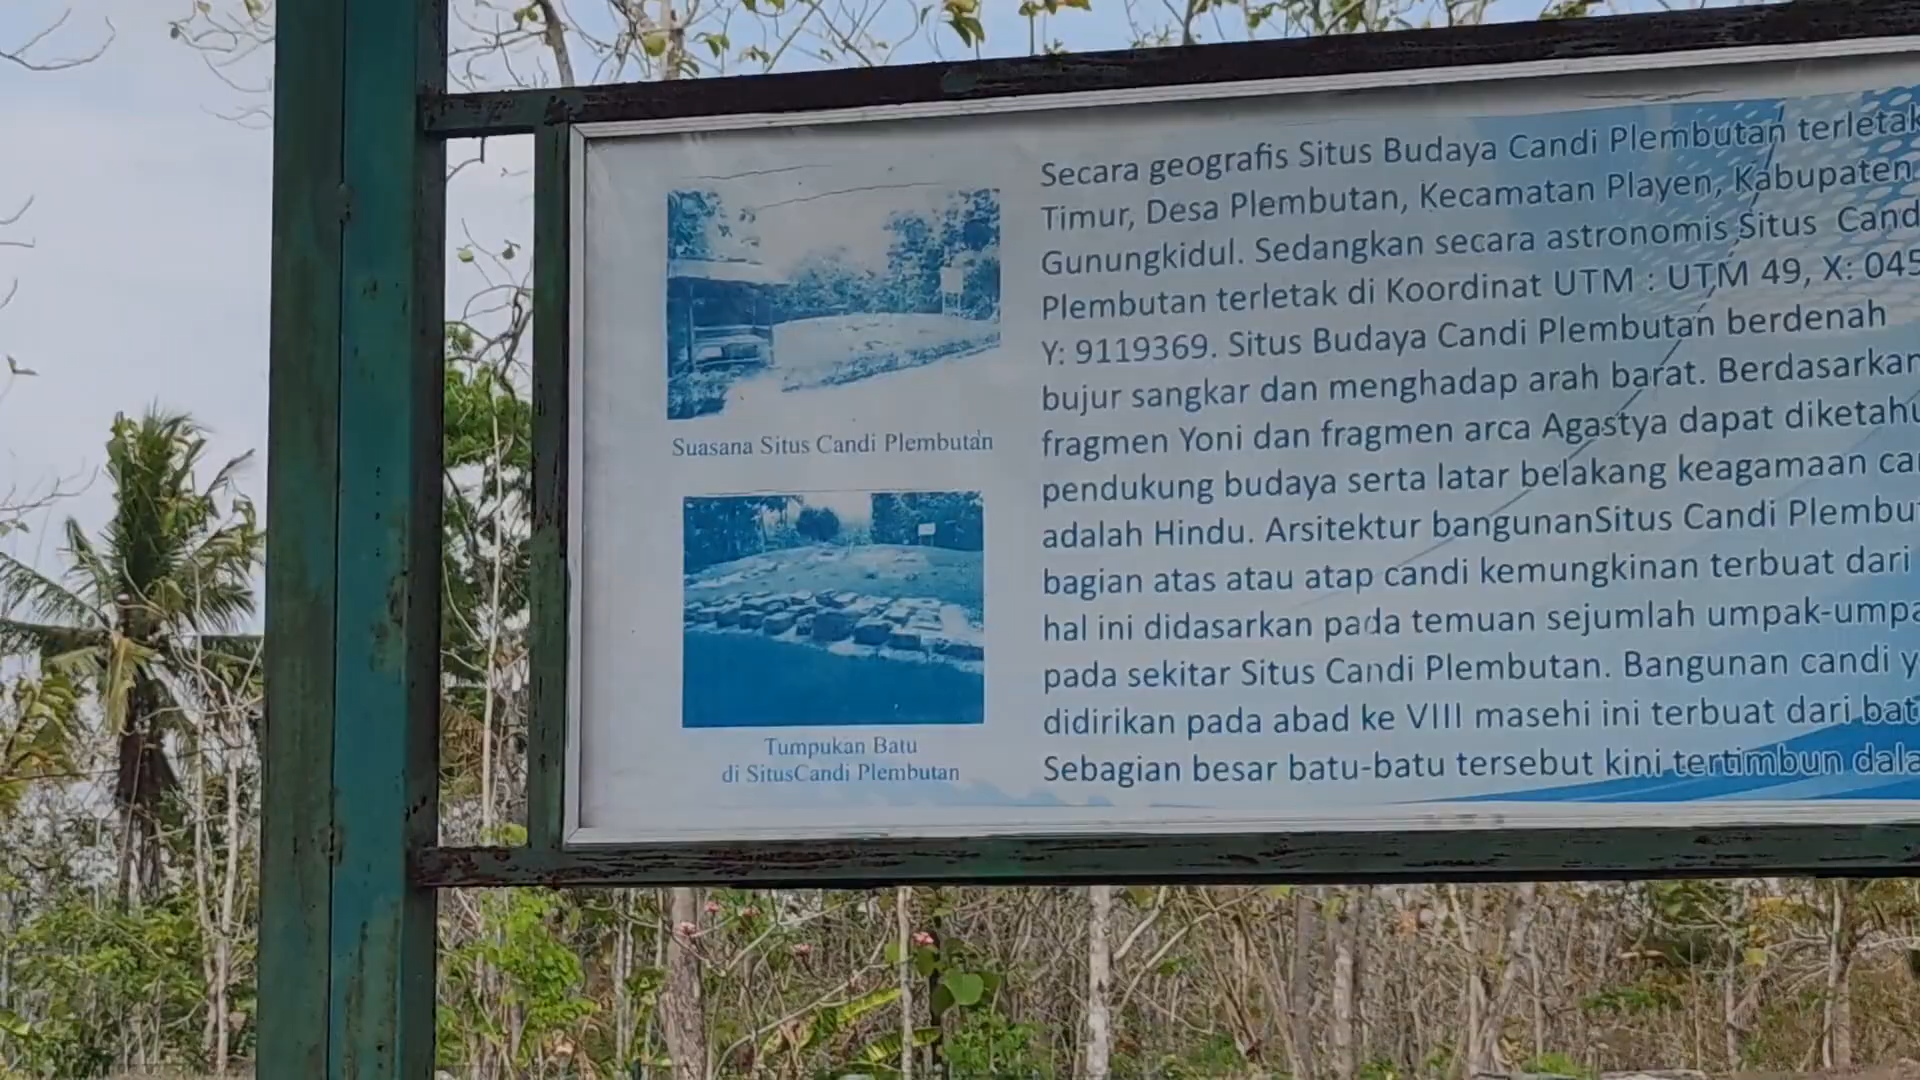 Suasana Situs Candi Plembutan
Tumpukan Batu
di SitusCandi Plembutan
Secara geografis Situs Budaya Candi Plembutan terletak
Timur, Desa Plembutan, Kecamatan Playen, Kabupaten
Gunungkidul. Sedangkan secara astronomis Situs Cand
Plembutan terletak di Koordinat UTM : UTM 49, X: 045
Y: 9119369. Situs Budaya Candi Plembutan berdenah
bujur sangkar dan menghadap arah barat. Berdasarkan
fragmen Yoni dan fragmen arca Agastya dapat diketahu
pendukung budaya serta latar belakang keagamaan ca
adalah Hindu. Arsitektur bangunanSitus Candi Plembu
bagian atas atau atap candi kemungkinan terbuat dari
hal ini didasarkan pada temuan sejumlah umpak-umpa
pada sekitar Situs Candi Plembutan. Bangunan candi y
didirikan pada abad ke VIII masehi ini terbuat dari bat
Sebagian besar batu-batu tersebut kini tertimbun dala